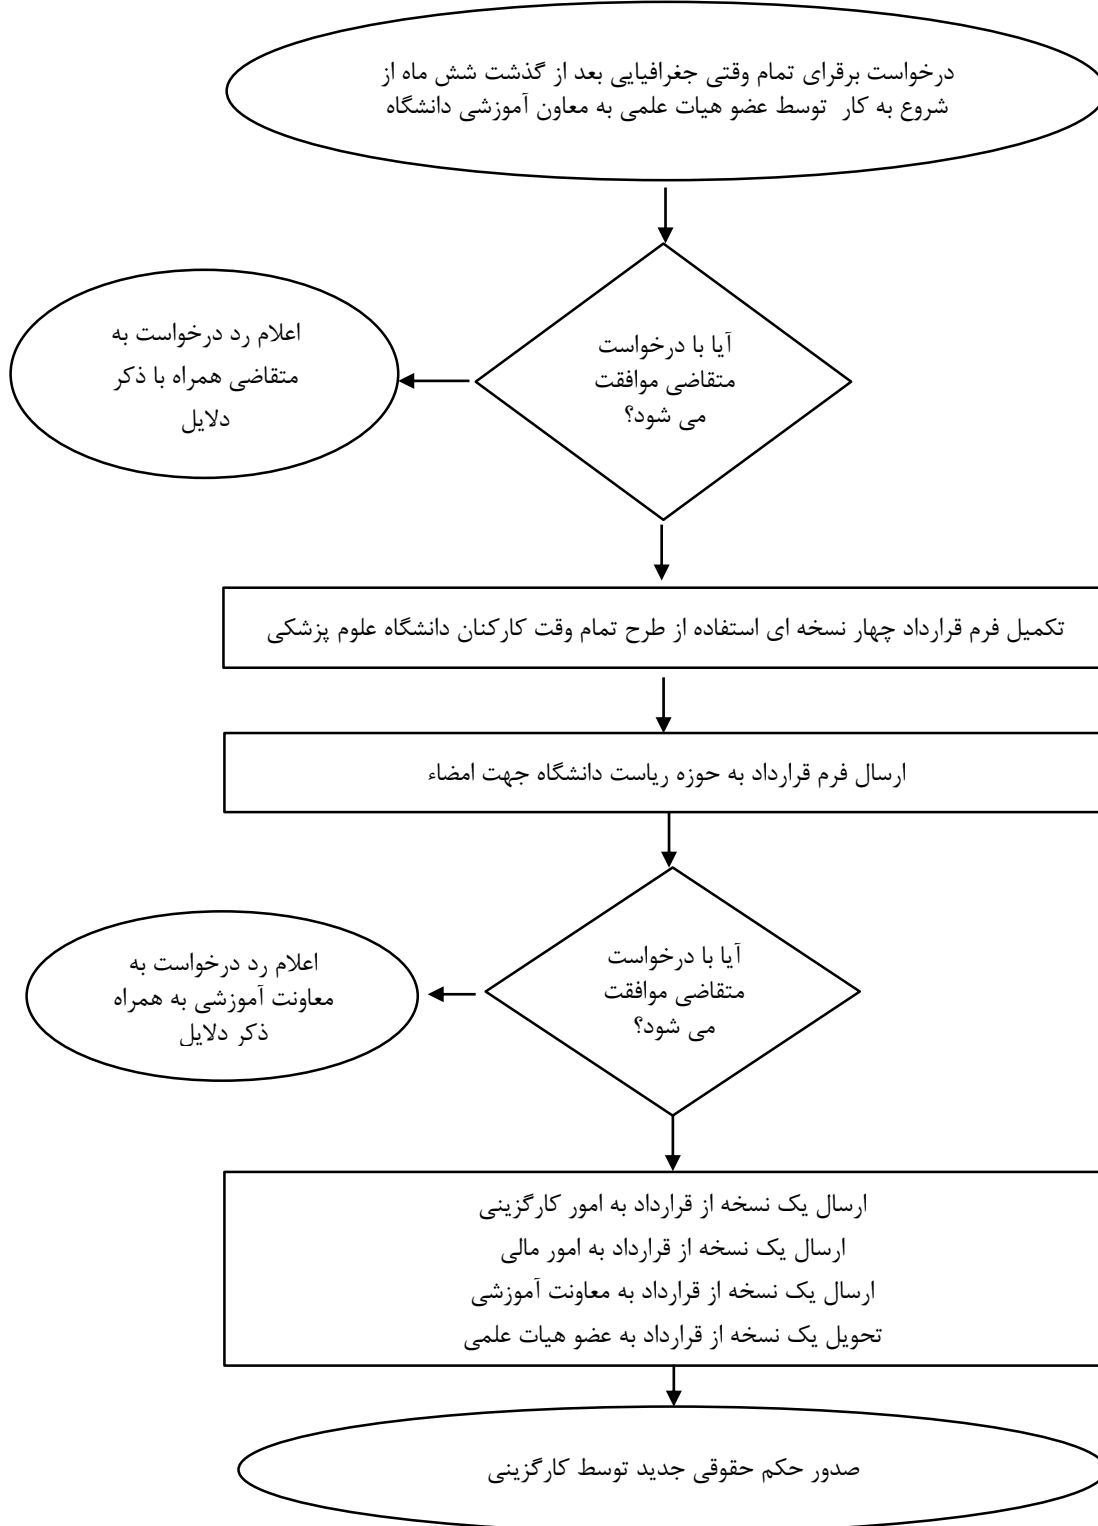 درخواست برقرای تمام وقتی جغرافیایی بعد از گذشت شش ماه از
شروع به کار توسط عضو هیات علمی به معاون آموزشی دانشگاه
آیا با درخواست
متقاضی موافقت
می شود؟
اعلام رد درخواست به
متقاضی همراه با ذکر
دلایل
تکمیل فرم قرارداد چهار نسخه ای استفاده از طرح تمام وقت کارکنان دانشگاه علوم پزشکی
ارسال فرم قرارداد به حوزه ریاست دانشگاه جهت امضاء
آیا با درخواست
متقاضی موافقت
می شود؟
اعلام رد درخواست به
معاونت آموزشی به همراه
ذکر دلایل
ارسال یک نسخه از قرارداد به امور کارگزینی
ارسال یک نسخه از قرارداد به امور مالی
ارسال یک نسخه از قرارداد به معاونت آموزشی
تحویل یک نسخه از قرارداد به عضو هیات علمی
صدور حکم حقوقی جدید توسط کارگزینی